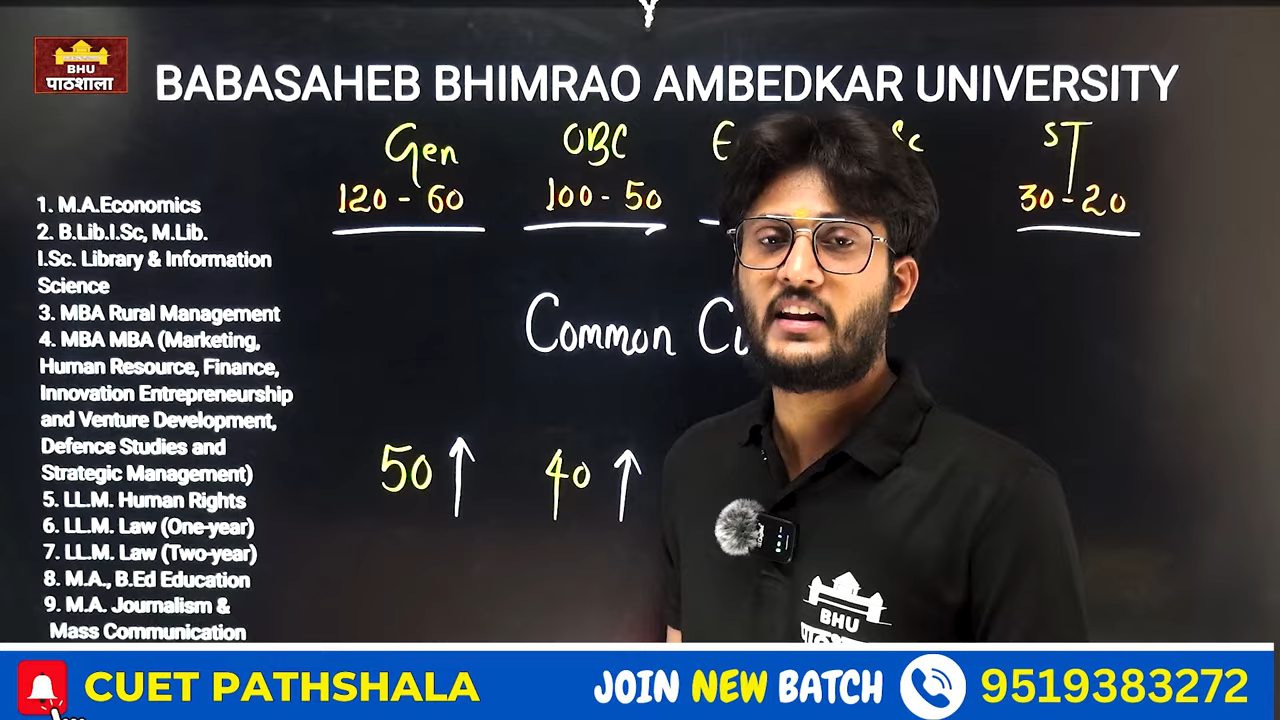 BHU
पाठशाला
BABASAHEB BHIMRAO AMBEDKAR UNIVERSITY
Gen OBC E Sc ST
120 - 60 100 - 50 30 - 20
1. M.A.Economics
2. B.Lib.I.Sc, M.Lib.
I.Sc. Library & Information
Science
3. MBA Rural Management
4. MBA MBA (Marketing,
Human Resource, Finance,
Innovation Entrepreneurship
and Venture Development,
Defence Studies and
Strategic Management)
5. LL.M. Human Rights
6. LL.M. Law (One-year)
7. LL.M. Law (Two-year)
8. M.A., B.Ed Education
9. M.A. Journalism &
Mass Communication
Common
50 ↑ 40 ↑
BHU
CUET PATHSHALA JOIN NEW BATCH 9519383272